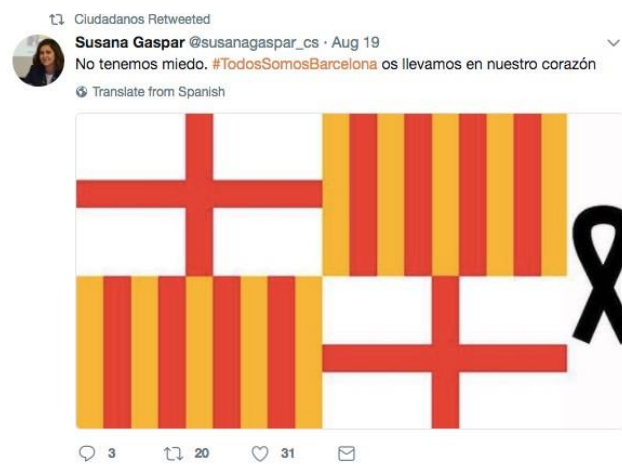 Ciudadanos Retweeted
Susana Gaspar @susanagaspar_cs · Aug 19
No tenemos miedo. #TodosSomosBarcelona os llevamos en nuestro corazón
Translate from Spanish
3 20 31